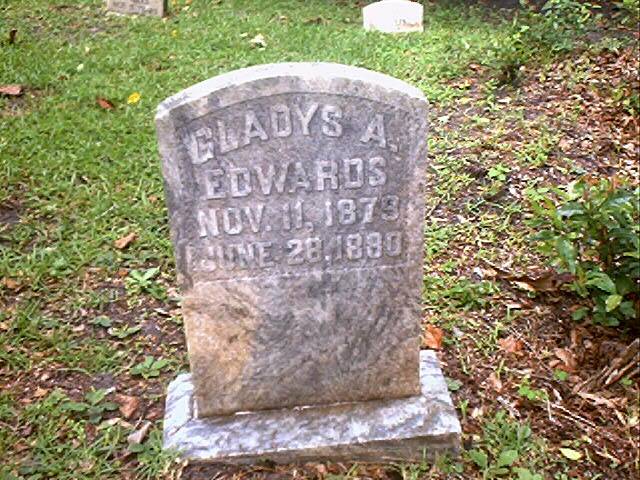 GLADYS A.
EDWARDS
NOV. 11, 1879
JUNE. 28, 1880